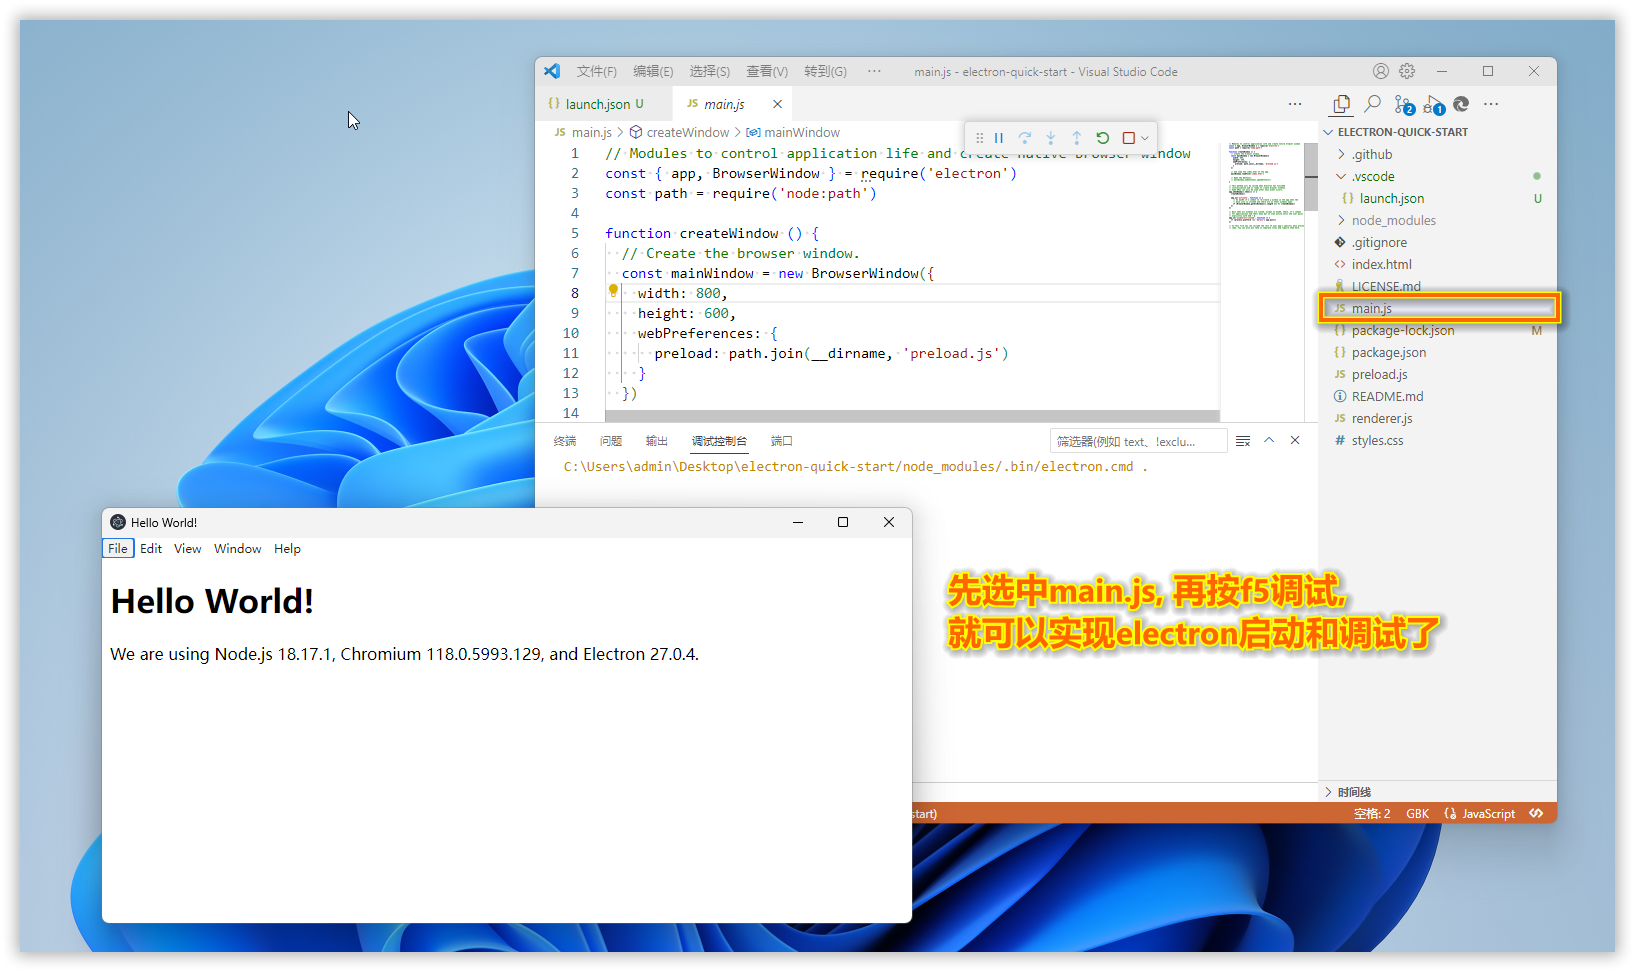 文件(F) 编辑(E) 选择(S) 查看(V) 转到(G) ··· main.js - electron-quick-start - Visual Studio Code
{} launch.json U JS main.js
JS main.js > createWindow > mainWindow
1 // Modules to control application life and create native browser window
2 const { app, BrowserWindow } = require('electron')
3 const path = require('node:path')
4
5 function createWindow () {
6 // Create the browser window.
7 const mainWindow = new BrowserWindow({
8 width: 800,
9 height: 600,
10 webPreferences: {
11 preload: path.join(__dirname, 'preload.js')
12 }
13 })
14
2 1
ELECTRON-QUICK-START
.github
.vscode
{} launch.json U
node_modules
.gitignore
<> index.html
LICENSE.md
JS main.js
{} package-lock.json M
{} package.json
JS preload.js
README.md
JS renderer.js
# styles.css
时间线
终端 问题 输出 调试控制台 端口 筛选器(例如 text、!exclu...
C:\Users\admin\Desktop\electron-quick-start/node_modules/.bin/electron.cmd .
start) 空格: 2 GBK JavaScript
Hello World!
File Edit View Window Help
Hello World!
We are using Node.js 18.17.1, Chromium 118.0.5993.129, and Electron 27.0.4.
先选中main.js, 再按f5调试,
就可以实现electron启动和调试了